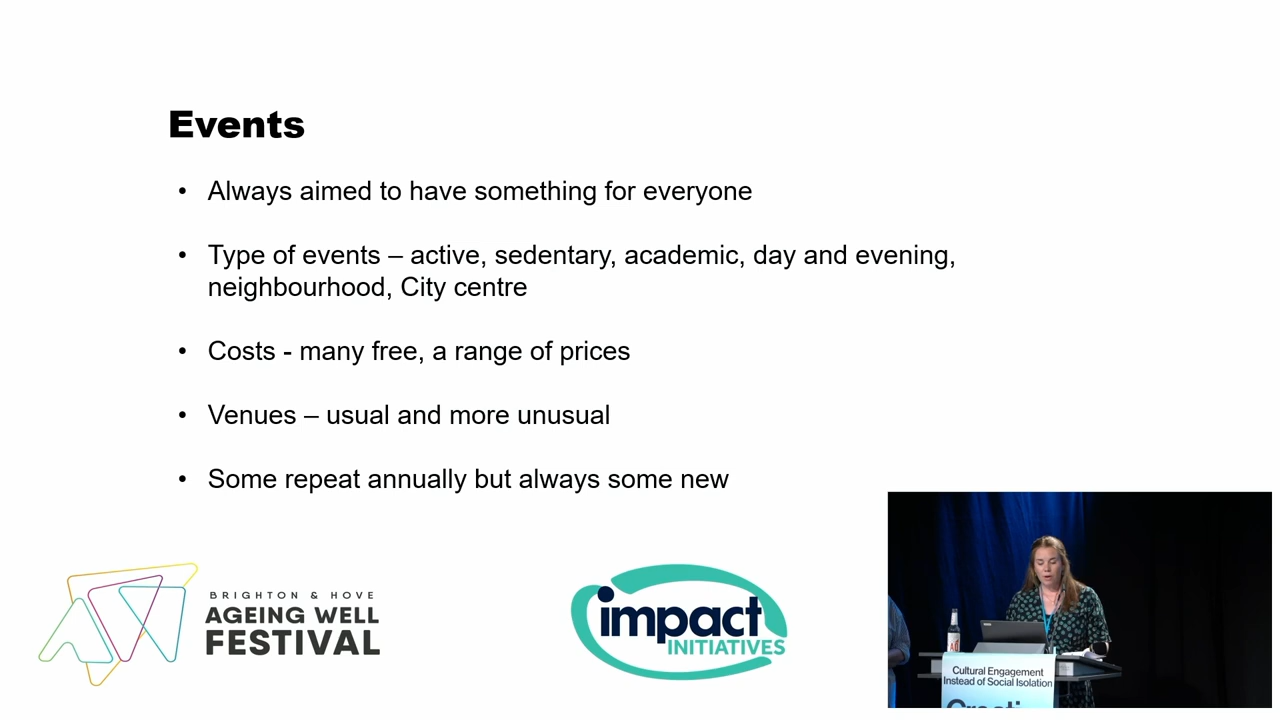 Events
• Always aimed to have something for everyone
• Type of events – active, sedentary, academic, day and evening,
neighbourhood, City centre
• Costs - many free, a range of prices
• Venues – usual and more unusual
• Some repeat annually but always some new
BRIGHTON & HOVE
AGEING WELL
FESTIVAL
impact
INITIATIVES
Cultural Engagement
Instead of Social Isolation